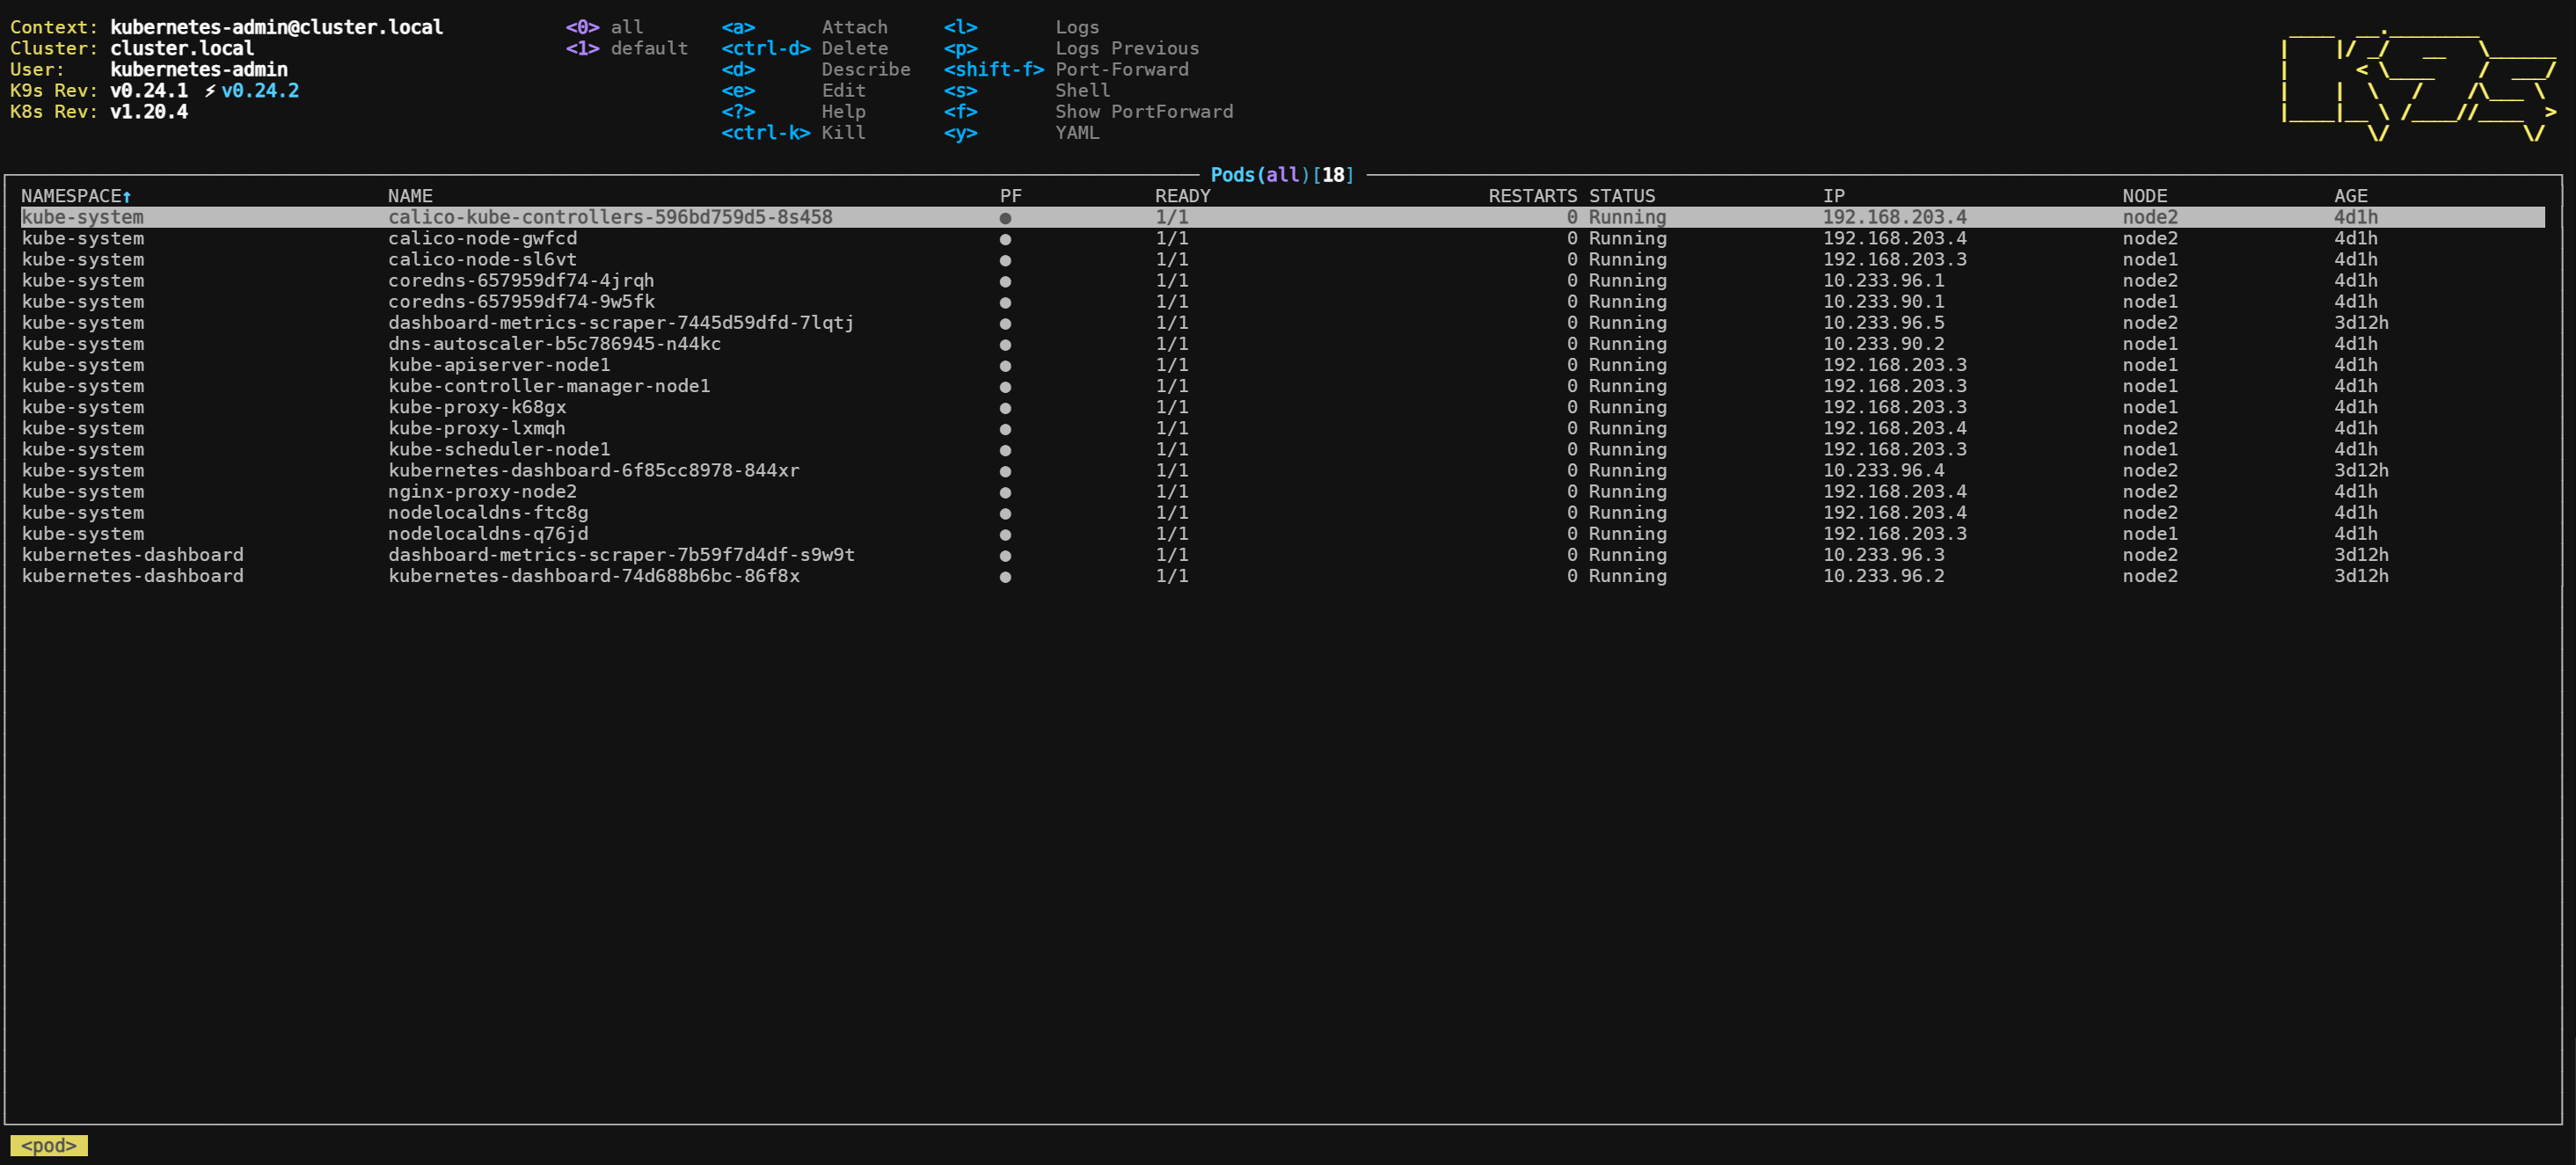 Context: kubernetes-admin@cluster.local <0> all <a> Attach <l> Logs
Cluster: cluster.local <1> default <ctrl-d> Delete <p> Logs Previous
User: kubernetes-admin <d> Describe <shift-f> Port-Forward
K9s Rev: v0.24.1 ⚡v0.24.2 <e> Edit <s> Shell
K8s Rev: v1.20.4 <?> Help <f> Show PortForward
<ctrl-k> Kill <y> YAML
K9s
Pods(all)[18]
NAMESPACE↑ NAME PF READY RESTARTS STATUS IP NODE AGE
kube-system calico-kube-controllers-596bd759d5-8s458 ● 1/1 0 Running 192.168.203.4 node2 4d1h
kube-system calico-node-gwfcd ● 1/1 0 Running 192.168.203.4 node2 4d1h
kube-system calico-node-sl6vt ● 1/1 0 Running 192.168.203.3 node1 4d1h
kube-system coredns-657959df74-4jrqh ● 1/1 0 Running 10.233.96.1 node2 4d1h
kube-system coredns-657959df74-9w5fk ● 1/1 0 Running 10.233.90.1 node1 4d1h
kube-system dashboard-metrics-scraper-7445d59dfd-7lqtj ● 1/1 0 Running 10.233.96.5 node2 3d12h
kube-system dns-autoscaler-b5c786945-n44kc ● 1/1 0 Running 10.233.90.2 node1 4d1h
kube-system kube-apiserver-node1 ● 1/1 0 Running 192.168.203.3 node1 4d1h
kube-system kube-controller-manager-node1 ● 1/1 0 Running 192.168.203.3 node1 4d1h
kube-system kube-proxy-k68gx ● 1/1 0 Running 192.168.203.3 node1 4d1h
kube-system kube-proxy-lxmqh ● 1/1 0 Running 192.168.203.4 node2 4d1h
kube-system kube-scheduler-node1 ● 1/1 0 Running 192.168.203.3 node1 4d1h
kube-system kubernetes-dashboard-6f85cc8978-844xr ● 1/1 0 Running 10.233.96.4 node2 3d12h
kube-system nginx-proxy-node2 ● 1/1 0 Running 192.168.203.4 node2 4d1h
kube-system nodelocaldns-ftc8g ● 1/1 0 Running 192.168.203.4 node2 4d1h
kube-system nodelocaldns-q76jd ● 1/1 0 Running 192.168.203.3 node1 4d1h
kubernetes-dashboard dashboard-metrics-scraper-7b59f7d4df-s9w9t ● 1/1 0 Running 10.233.96.3 node2 3d12h
kubernetes-dashboard kubernetes-dashboard-74d688b6bc-86f8x ● 1/1 0 Running 10.233.96.2 node2 3d12h
<pod>